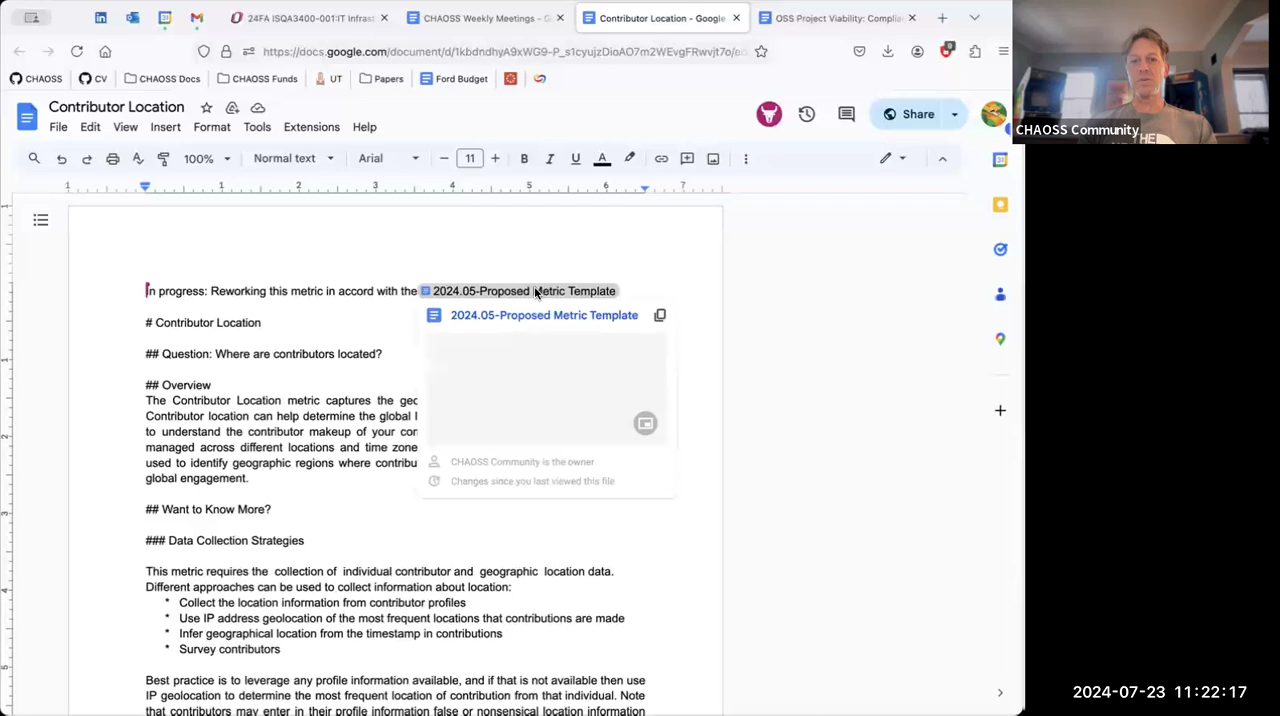 24FA ISQA3400-001:IT Infrast
CHAOSS Weekly Meetings - G
Contributor Location - Google
OSS Project Viability: Complia
https://docs.google.com/document/d/1kbdndhyA9xWG9-P_s1cyujzDioAO7m2WEvgFRwvjt7o/ed
CHAOSS
CV
CHAOSS Docs
CHAOSS Funds
UT
Papers
Ford Budget
Contributor Location
File Edit View Insert Format Tools Extensions Help
Share
100%
Normal text
Arial
11
B I U A
1 1 2 3 4 5 6 7
In progress: Reworking this metric in accord with the 2024.05-Proposed Metric Template
2024.05-Proposed Metric Template
CHAOSS Community is the owner
Changes since you last viewed this file
# Contributor Location
## Question: Where are contributors located?
## Overview
The Contributor Location metric captures the geo
Contributor location can help determine the global
to understand the contributor makeup of your
managed across different locations and time zone
used to identify geographic regions where contribu
global engagement.
## Want to Know More?
### Data Collection Strategies
This metric requires the collection of individual contributor and geographic location data.
Different approaches can be used to collect information about location:
* Collect the location information from contributor profiles
* Use IP address geolocation of the most frequent locations that contributions are made
* Infer geographical location from the timestamp in contributions
* Survey contributors
Best practice is to leverage any profile information available, and if that is not available then use
IP geolocation to determine the most frequent location of contribution from that individual. Note
that contributors may enter in their profile information false or nonsensical location information
CHAOSS Community
THE
2024-07-23 11:22:17